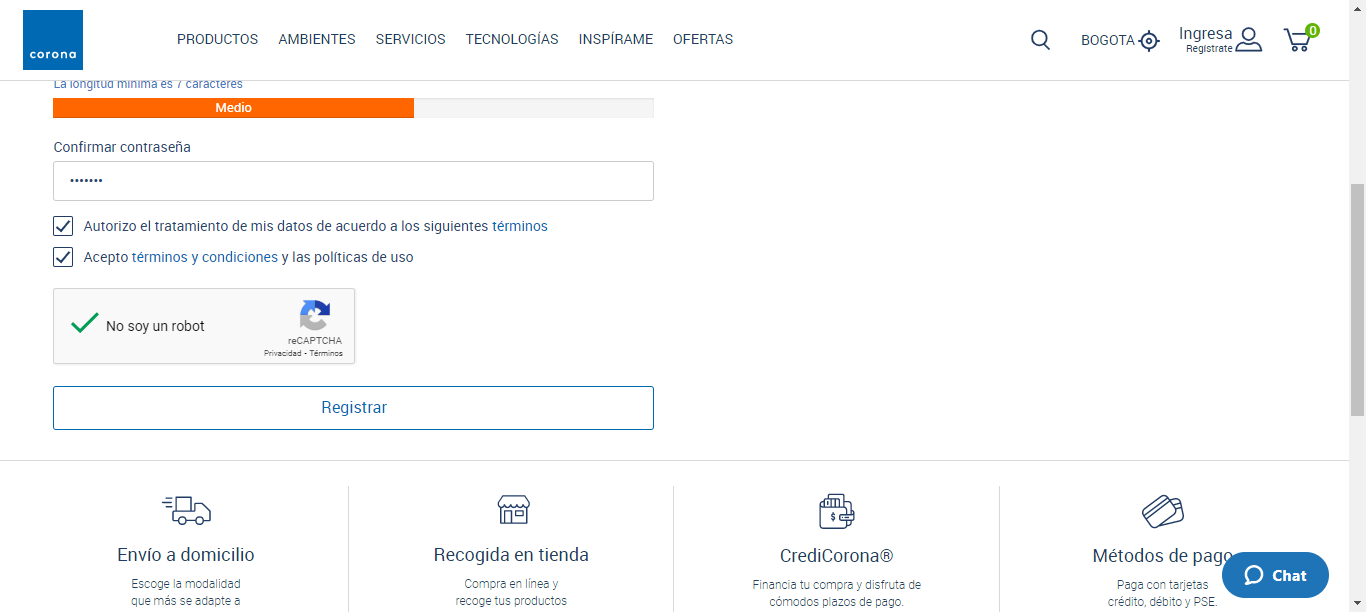 corona
PRODUCTOS AMBIENTES SERVICIOS TECNOLOGÍAS INSPÍRAME OFERTAS
BOGOTA
Ingresa
Regístrate
0
La longitud mínima es 7 caracteres
Medio
Confirmar contraseña
•••••••
Autorizo el tratamiento de mis datos de acuerdo a los siguientes términos
Acepto términos y condiciones y las políticas de uso
No soy un robot
reCAPTCHA
Privacidad - Términos
Registrar
Envío a domicilio
Escoge la modalidad
que más se adapte a
Recogida en tienda
Compra en línea y
recoge tus productos
CrediCorona®
Financia tu compra y disfruta de
cómodos plazos de pago.
Métodos de pago
Paga con tarjetas
crédito, débito y PSE.
Chat